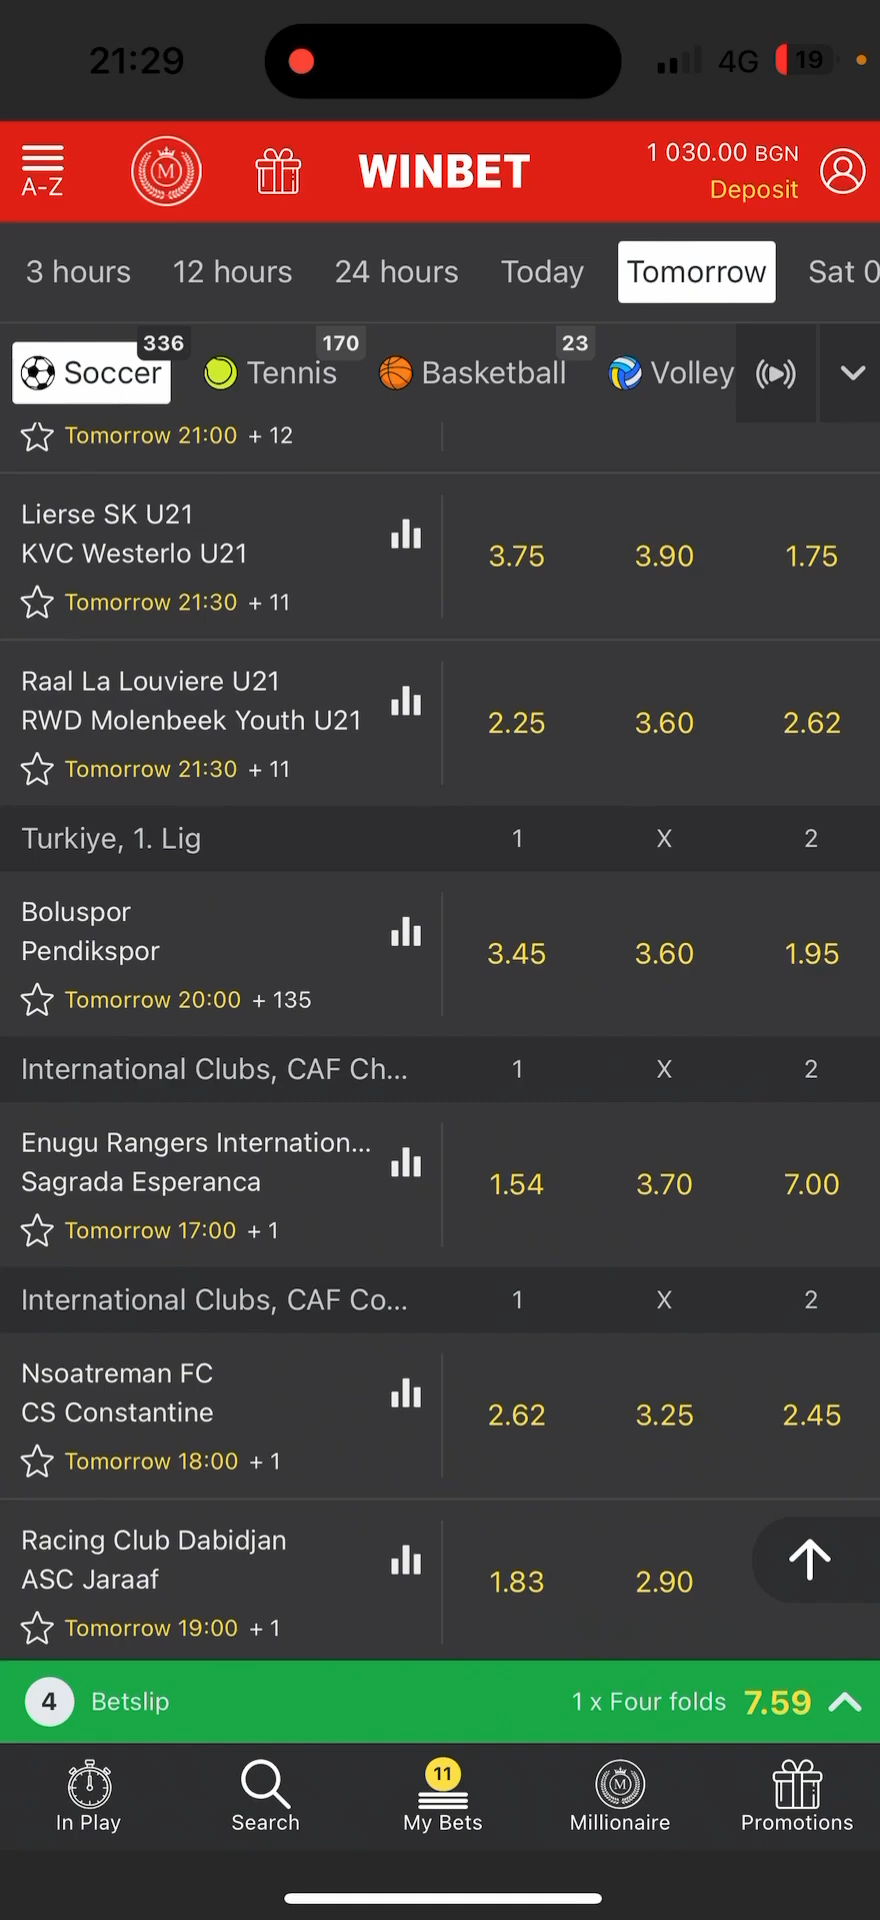 21:29
4G
19
A-Z
M
WINBET
1 030.00 BGN
Deposit
3 hours 12 hours 24 hours Today Tomorrow Sat 0
336 170 23
Soccer Tennis Basketball Volley
Tomorrow 21:00 + 12
Lierse SK U21
KVC Westerlo U21
3.75 3.90 1.75
Tomorrow 21:30 + 11
Raal La Louviere U21
RWD Molenbeek Youth U21
2.25 3.60 2.62
Tomorrow 21:30 + 11
Turkiye, 1. Lig 1 X 2
Boluspor
Pendikspor
3.45 3.60 1.95
Tomorrow 20:00 + 135
International Clubs, CAF Ch... 1 X 2
Enugu Rangers Internation...
Sagrada Esperanca
1.54 3.70 7.00
Tomorrow 17:00 + 1
International Clubs, CAF Co... 1 X 2
Nsoatreman FC
CS Constantine
2.62 3.25 2.45
Tomorrow 18:00 + 1
Racing Club Dabidjan
ASC Jaraaf
1.83 2.90
Tomorrow 19:00 + 1
4 Betslip 1 x Four folds 7.59
11
M
In Play Search My Bets Millionaire Promotions